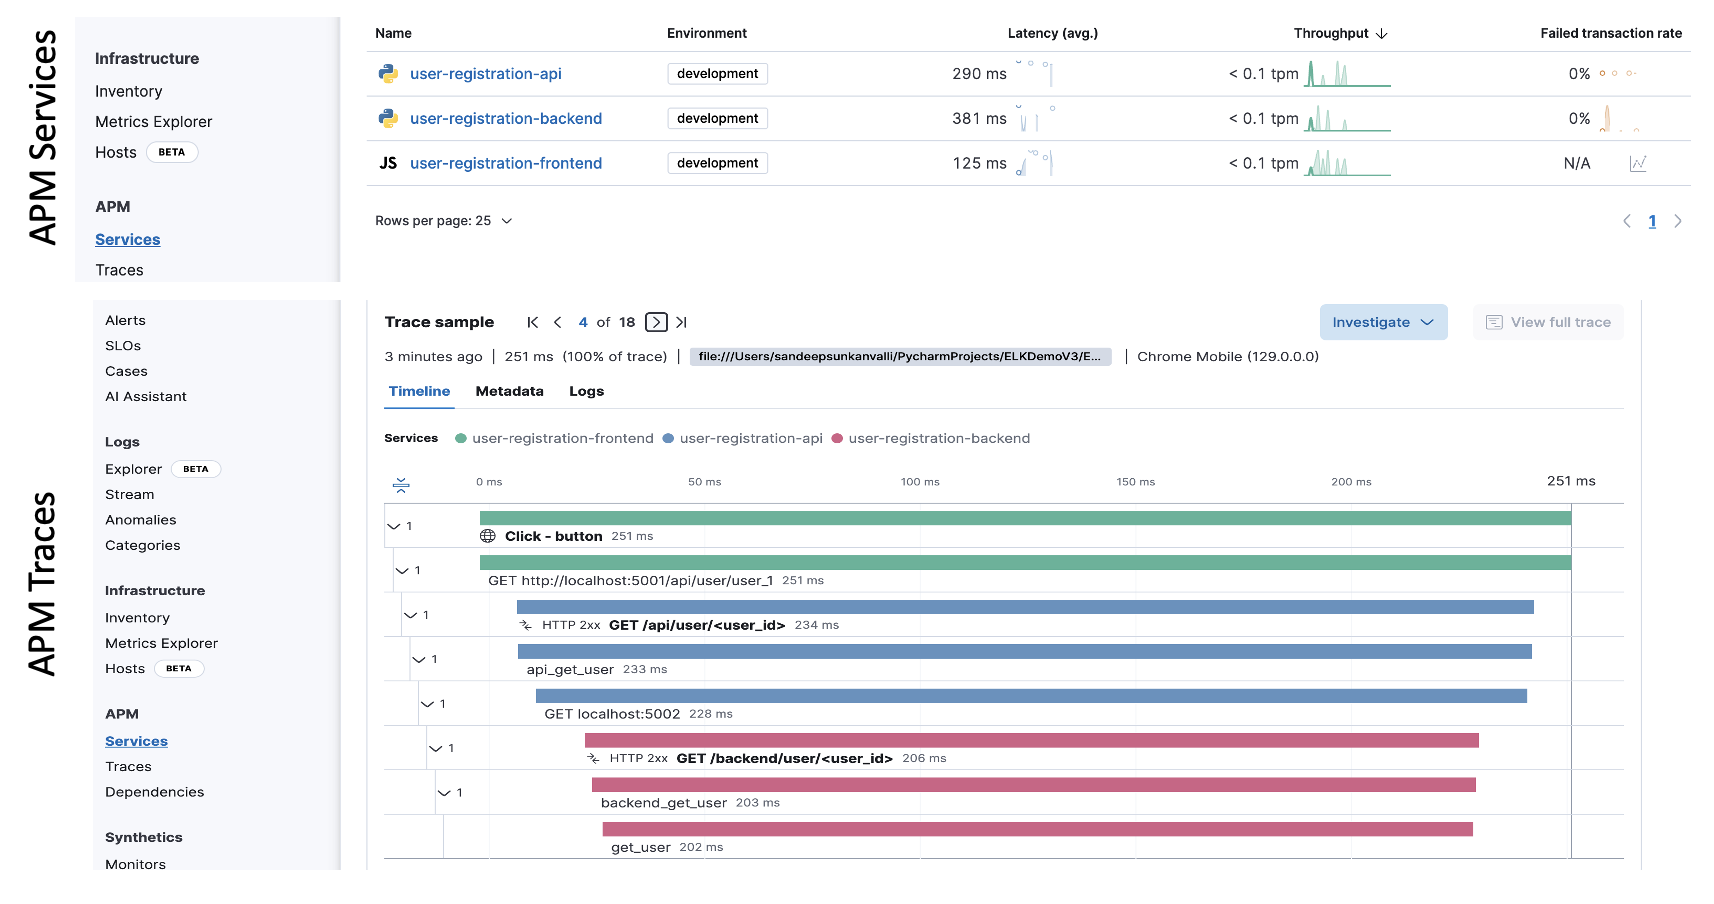 APM Services
Infrastructure
Inventory
Metrics Explorer
Hosts BETA
APM
Services
Traces
Name Environment Latency (avg.) Throughput Failed transaction rate
user-registration-api development 290 ms < 0.1 tpm 0%
user-registration-backend development 381 ms < 0.1 tpm 0%
JS user-registration-frontend development 125 ms < 0.1 tpm N/A
Rows per page: 25
1
APM Traces
Alerts
SLOs
Cases
AI Assistant
Logs
Explorer BETA
Stream
Anomalies
Categories
Infrastructure
Inventory
Metrics Explorer
Hosts BETA
APM
Services
Traces
Dependencies
Synthetics
Monitors
Trace sample 4 of 18 Investigate View full trace
3 minutes ago | 251 ms (100% of trace) | file:///Users/sandeepsunkanvalli/PycharmProjects/ELKDemoV3/E... | Chrome Mobile (129.0.0.0)
Timeline Metadata Logs
Services user-registration-frontend user-registration-api user-registration-backend
0 ms 50 ms 100 ms 150 ms 200 ms 251 ms
1 Click - button 251 ms
1 GET http://localhost:5001/api/user/user_1 251 ms
1 HTTP 2xx GET /api/user/<user_id> 234 ms
1 api_get_user 233 ms
1 GET localhost:5002 228 ms
1 HTTP 2xx GET /backend/user/<user_id> 206 ms
1 backend_get_user 203 ms
get_user 202 ms